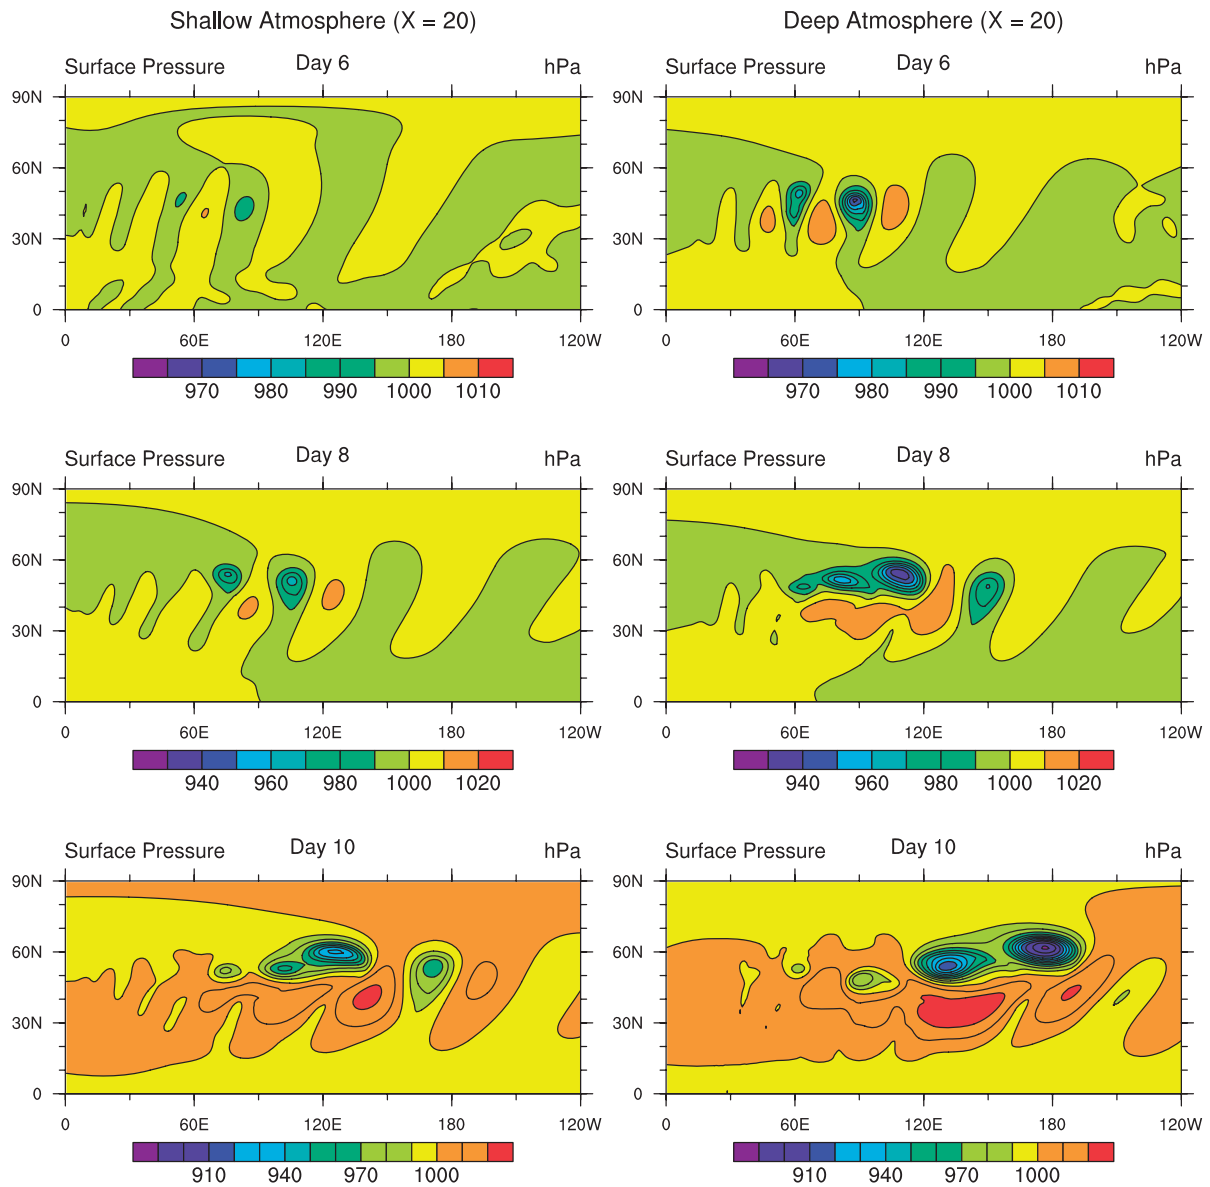 Shallow Atmosphere (X = 20) Deep Atmosphere (X = 20)
Surface Pressure Day 6 hPa Surface Pressure Day 6 hPa
90N 90N
60N 60N
30N 30N
0 0
0 60E 120E 180 120W 0 60E 120E 180 120W
970 980 990 1000 1010 970 980 990 1000 1010
Surface Pressure Day 8 hPa Surface Pressure Day 8 hPa
90N 90N
60N 60N
30N 30N
0 0
0 60E 120E 180 120W 0 60E 120E 180 120W
940 960 980 1000 1020 940 960 980 1000 1020
Surface Pressure Day 10 hPa Surface Pressure Day 10 hPa
90N 90N
60N 60N
30N 30N
0 0
0 60E 120E 180 120W 0 60E 120E 180 120W
910 940 970 1000 910 940 970 1000